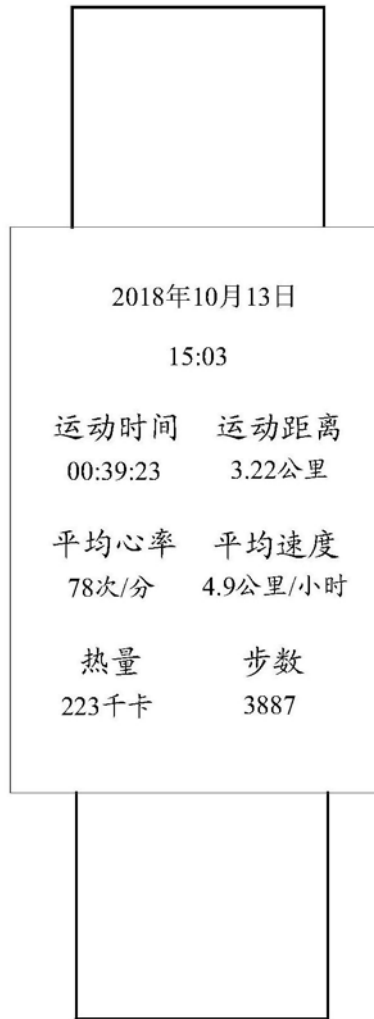 2018年10月13日
15:03
运动时间 运动距离
00:39:23 3.22公里
平均心率 平均速度
78次/分 4.9公里/小时
热量 步数
223千卡 3887